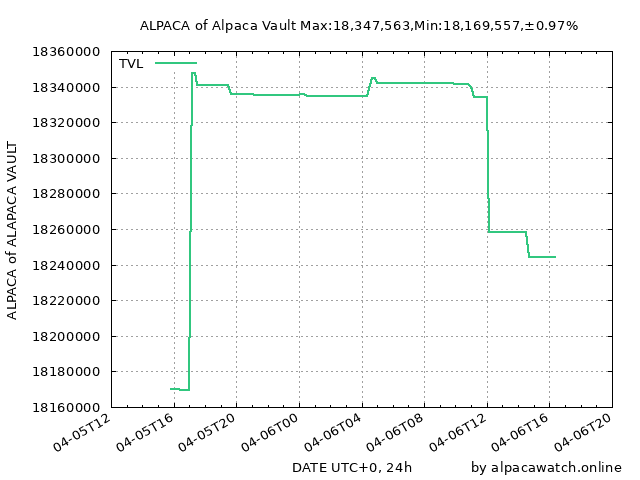 ALPACA of Alpaca Vault Max:18,347,563,Min:18,169,557,±0.97%
TVL
18360000
18340000
18320000
18300000
18280000
18260000
18240000
18220000
18200000
18180000
18160000
ALPACA of ALAPACA VAULT
04-05T12
04-05T16
04-05T20
04-06T00
04-06T04
04-06T08
04-06T12
04-06T16
04-06T20
DATE UTC+0, 24h
by alpacawatch.online